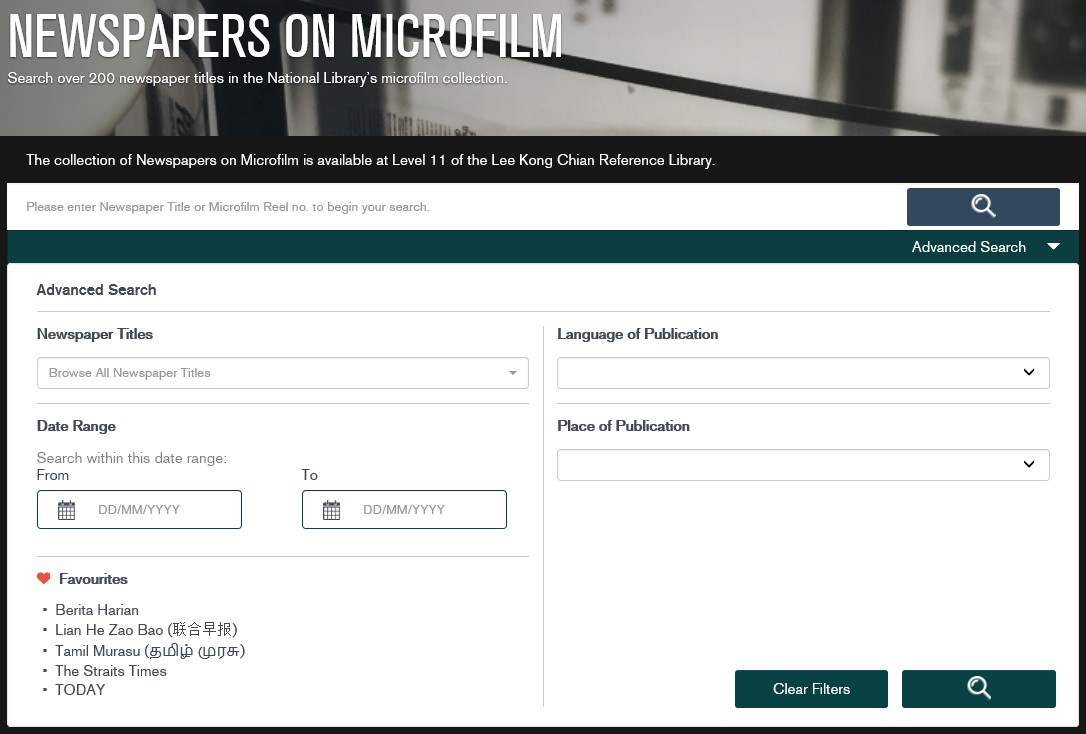 NEWSPAPERS ON MICROFILM
Search over 200 newspaper titles in the National Library's microfilm collection.
The collection of Newspapers on Microfilm is available at Level 11 of the Lee Kong Chian Reference Library.
Please enter Newspaper Title or Microfilm Reel no. to begin your search.
Advanced Search
Advanced Search
Newspaper Titles
Browse All Newspaper Titles
Date Range
Search within this date range:
From To
DD/MM/YYYY DD/MM/YYYY
Favourites
• Berita Harian
• Lian He Zao Bao (联合早报)
• Tamil Murasu (தமிழ் முரசு)
• The Straits Times
• TODAY
Language of Publication
Place of Publication
Clear Filters